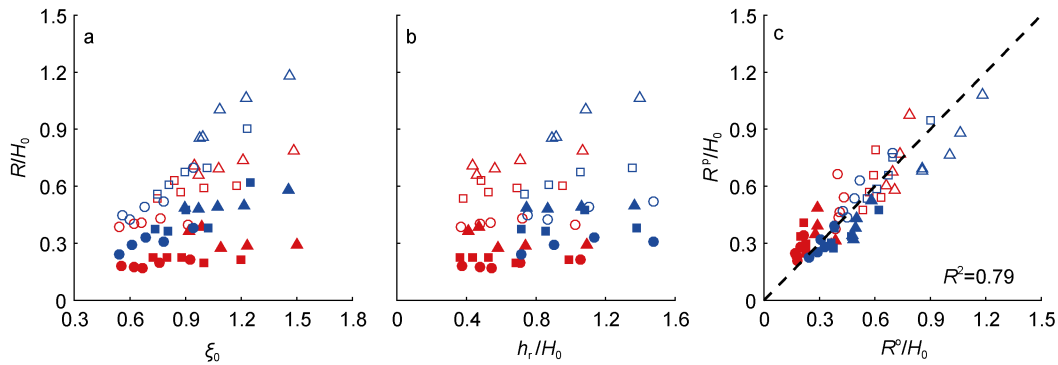 1.5
1.2
0.9
0.6
0.3
0
R/H0
a
0.3 0.6 0.9 1.2 1.5 1.8
ξ0
b
0 0.4 0.8 1.2 1.6
hr/H0
1.5
1.2
0.9
0.6
0.3
0
Rp/H0
c
R2=0.79
0 0.3 0.6 0.9 1.2 1.5
Ro/H0